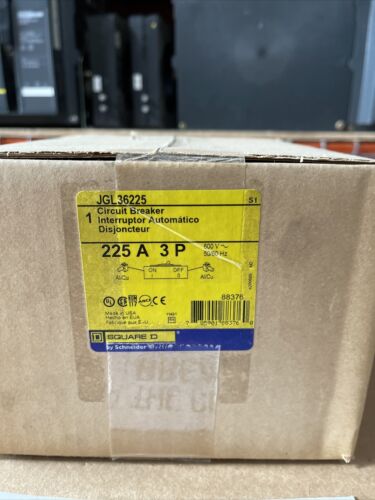 JGL36225
S1
1 Circuit Breaker
Interruptor Automático
Disjoncteur
225 A 3 P
600 V ~
50/60 Hz
ON OFF
Al/Cu Al/Cu
88376
Made in USA
Hecho en EUA
Fabriqué aux É-U
SQUARE D
by Schneider